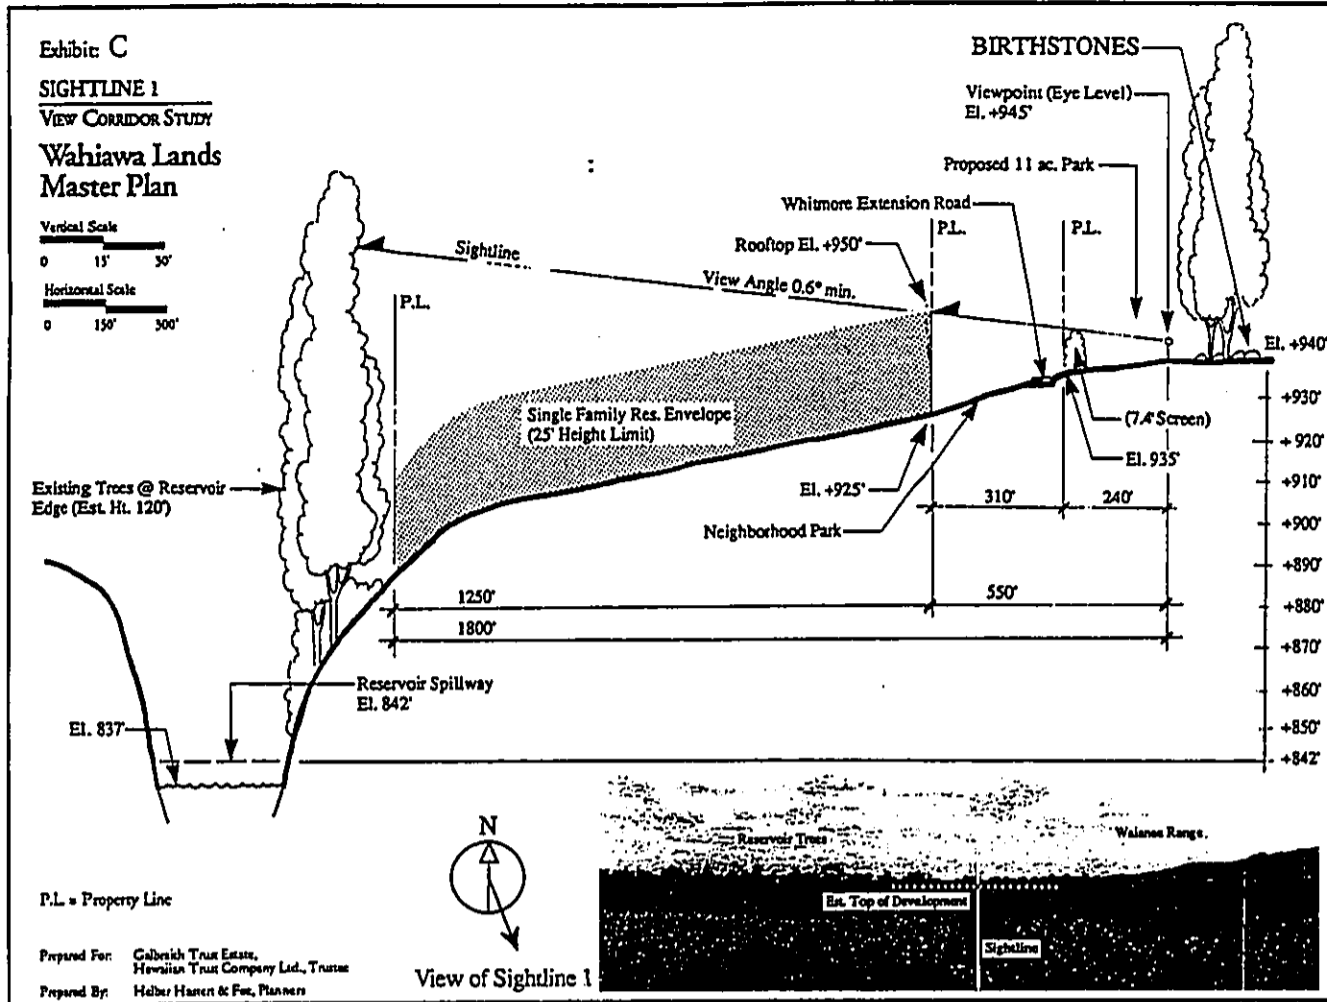 Exhibit: C
SIGHTLINE 1
VIEW CORRIDOR STUDY
Wahiawa Lands
Master Plan
Vertical Scale
0 15' 30'
Horizontal Scale
0 150' 300'
BIRTHSTONES
Viewpoint (Eye Level)
El. +945'
Proposed 11 ac. Park
Whitmore Extension Road
P.L.
P.L.
Rooftop El. +950'
Sightline
View Angle 0.6° min.
P.L.
El. +940'
+930'
+920'
+910'
+900'
+890'
+880'
+870'
+860'
+850'
+842'
Single Family Res. Envelope
(25' Height Limit)
(7.4' Screen)
El. 935'
El. +925'
310'
240'
Neighborhood Park
Existing Trees @ Reservoir
Edge (Est. Ht. 120')
1250'
550'
1800'
Reservoir Spillway
El. 842'
El. 837'
N
View of Sightline 1
Reservoir Trees
Waianae Range
Est. Top of Development
Sightline
P.L. = Property Line
Prepared For: Galbraith Trust Estate,
Hawaiian Trust Company Ltd., Trustee
Prepared By: Helber Hastert & Fee, Planners